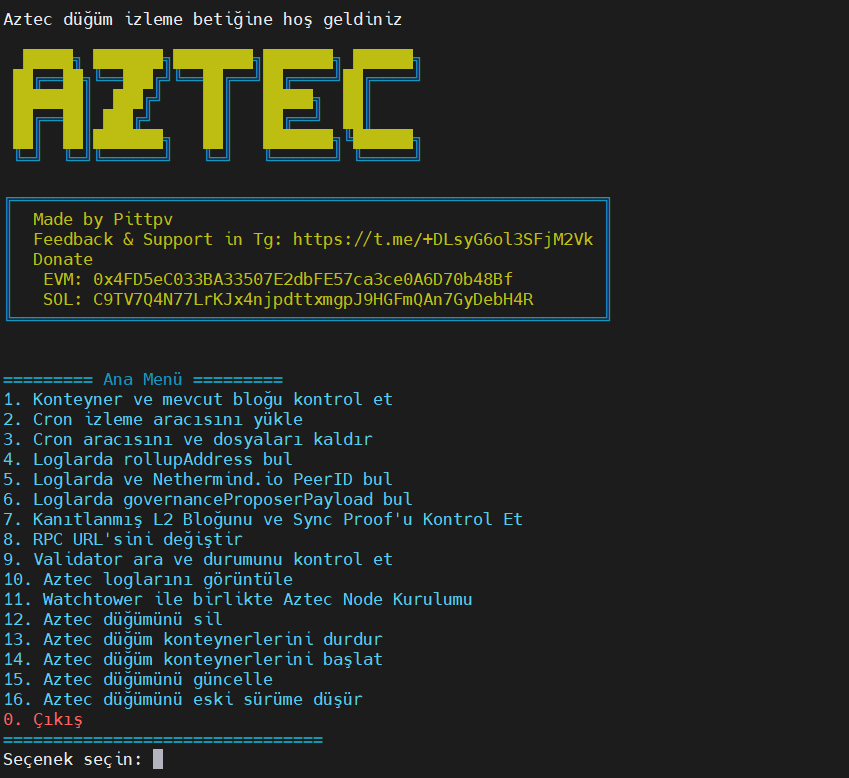 Aztec düğüm izleme betiğine hoş geldiniz
AZTEC
Made by Pittpv
Feedback & Support in Tg: https://t.me/+DLsyG6ol3SFjM2Vk
Donate
EVM: 0x4FD5eC033BA33507E2dbFE57ca3ce0A6D70b48Bf
SOL: C9TV7Q4N77LrKJx4njpdttxmgpJ9HGFmQAn7GyDebH4R
========= Ana Menü =========
1. Konteyner ve mevcut bloğu kontrol et
2. Cron izleme aracısını yükle
3. Cron aracısını ve dosyaları kaldır
4. Loglarda rollupAddress bul
5. Loglarda ve Nethermind.io PeerID bul
6. Loglarda governanceProposerPayload bul
7. Kanıtlanmış L2 Bloğunu ve Sync Proof'u Kontrol Et
8. RPC URL'sini değiştir
9. Validator ara ve durumunu kontrol et
10. Aztec loglarını görüntüle
11. Watchtower ile birlikte Aztec Node Kurulumu
12. Aztec düğümünü sil
13. Aztec düğüm konteynerlerini durdur
14. Aztec düğüm konteynerlerini başlat
15. Aztec düğümünü güncelle
16. Aztec düğümünü eski sürüme düşür
0. Çıkış
================================
Seçenek seçin: